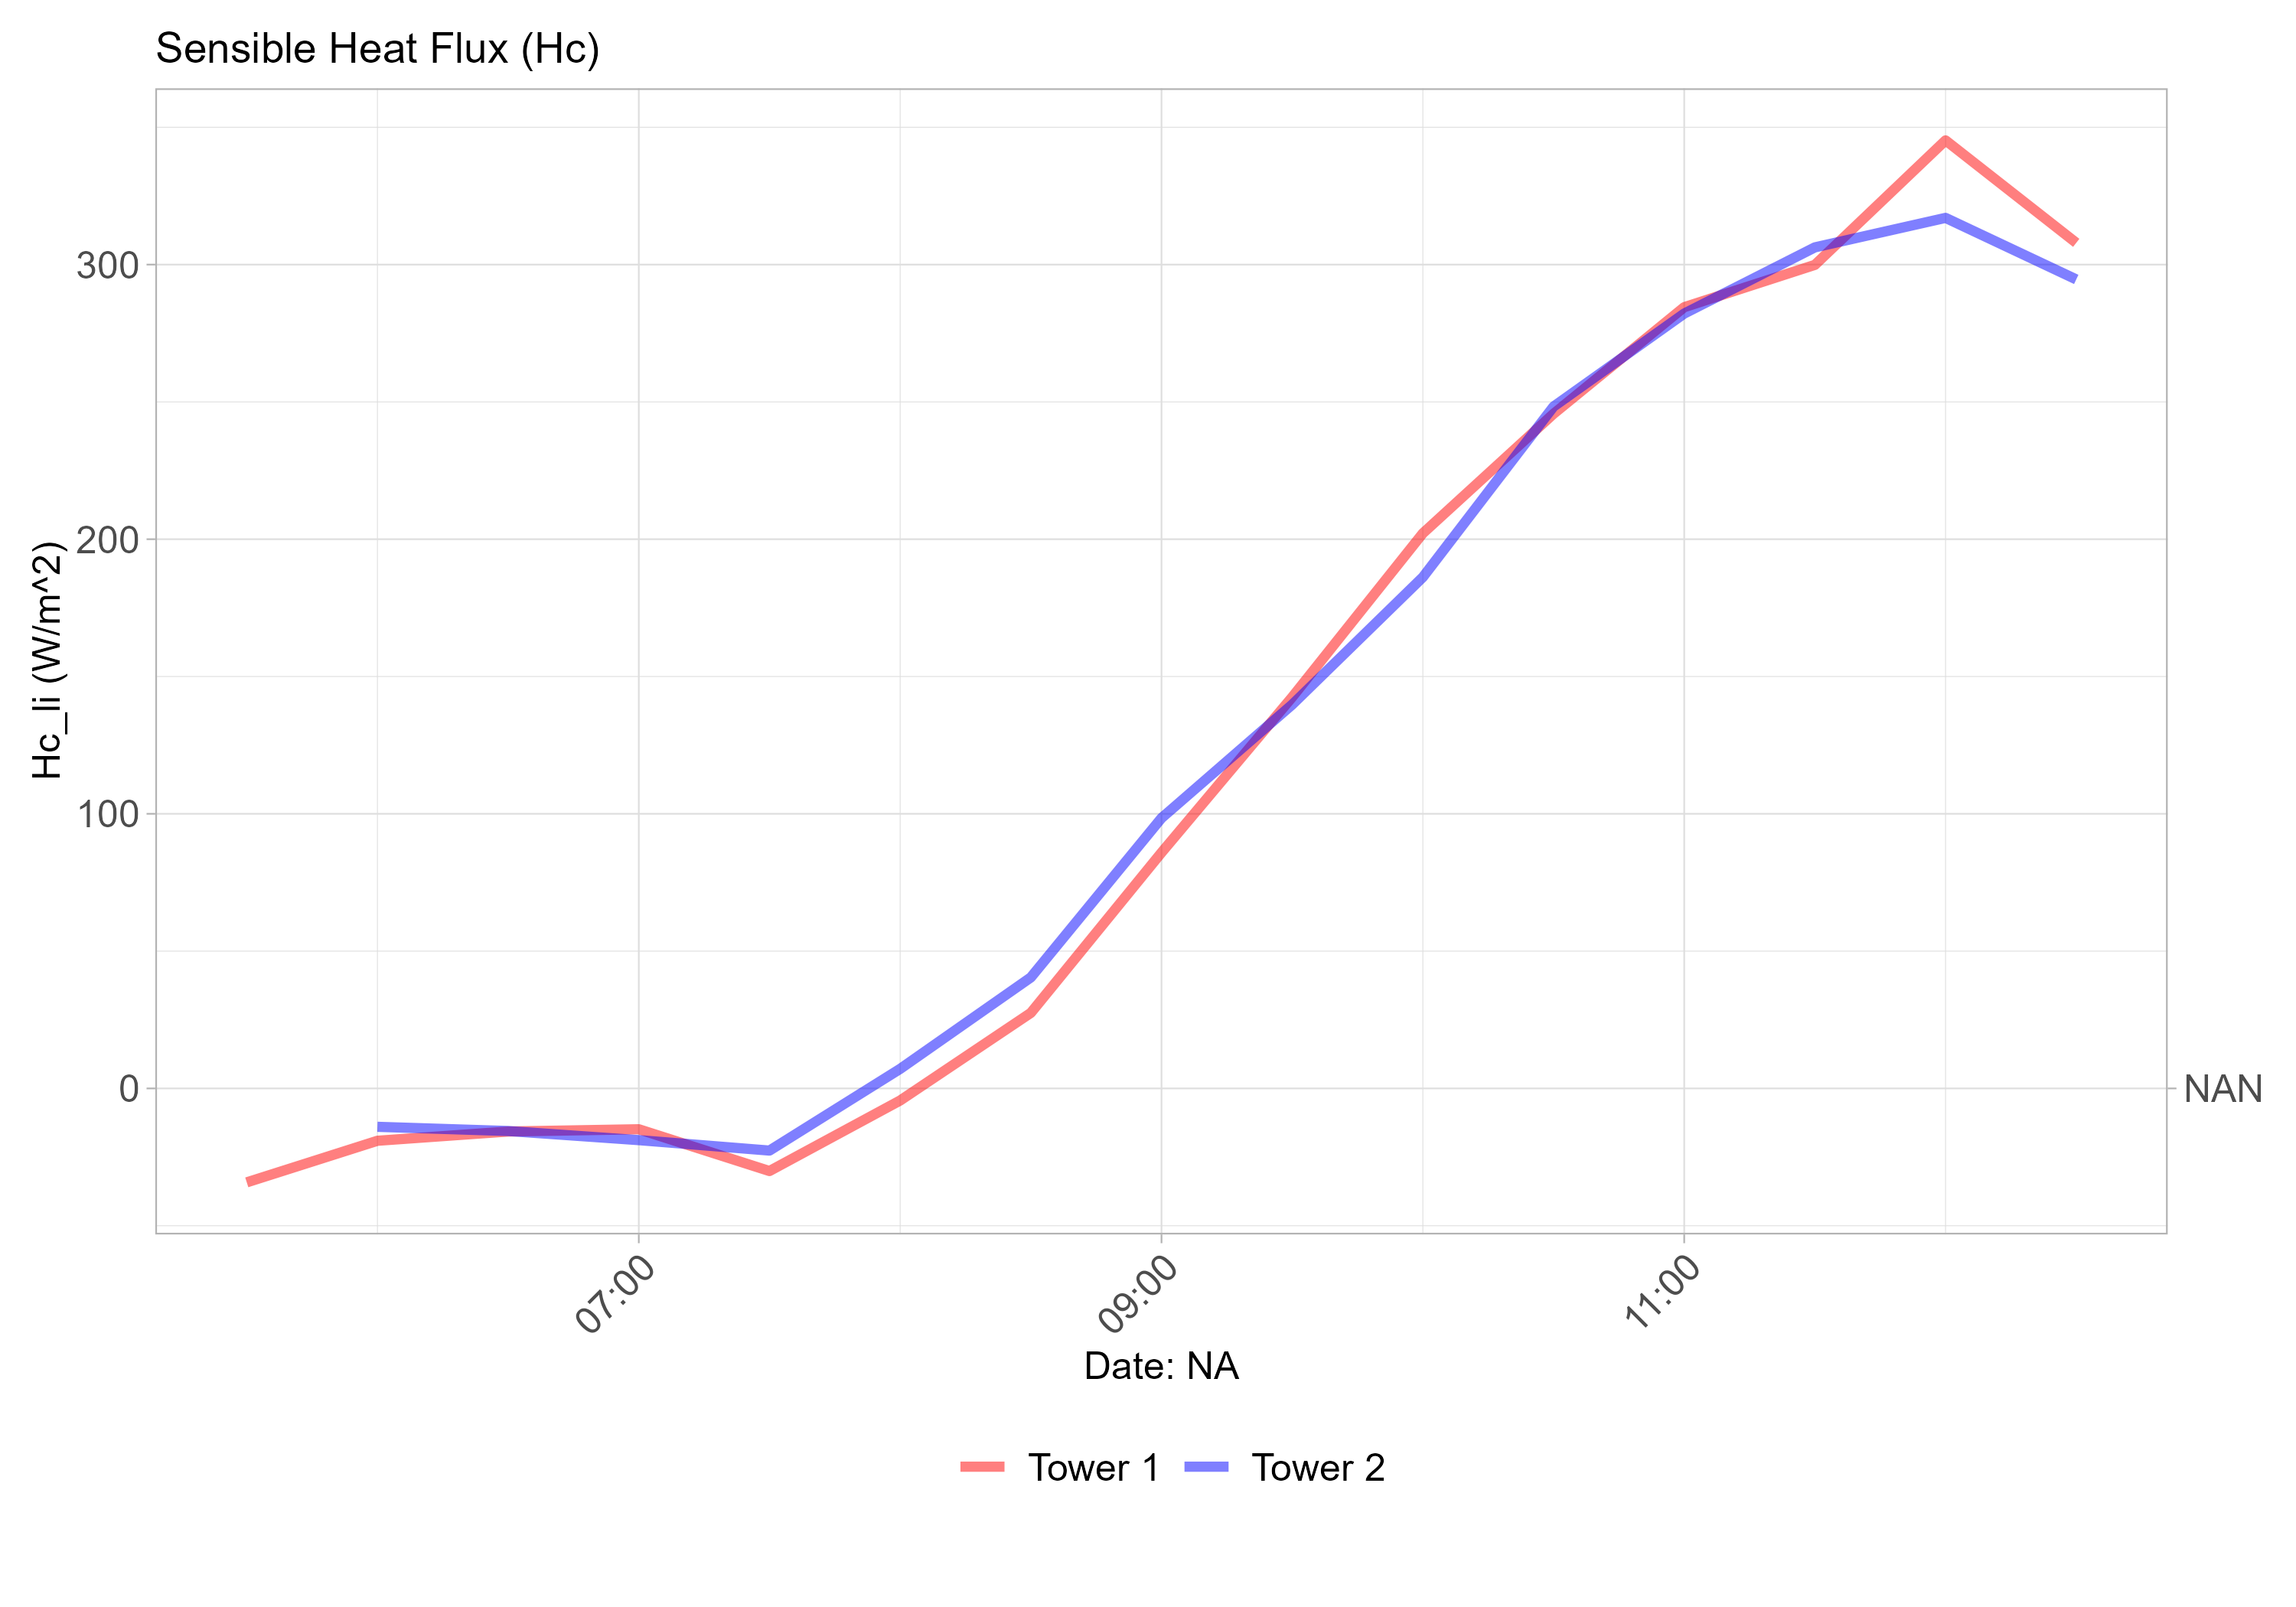 Sensible Heat Flux (Hc)
Hc_li (W/m^2)
300
200
100
0
NAN
07:00
09:00
11:00
Date: NA
Tower 1
Tower 2